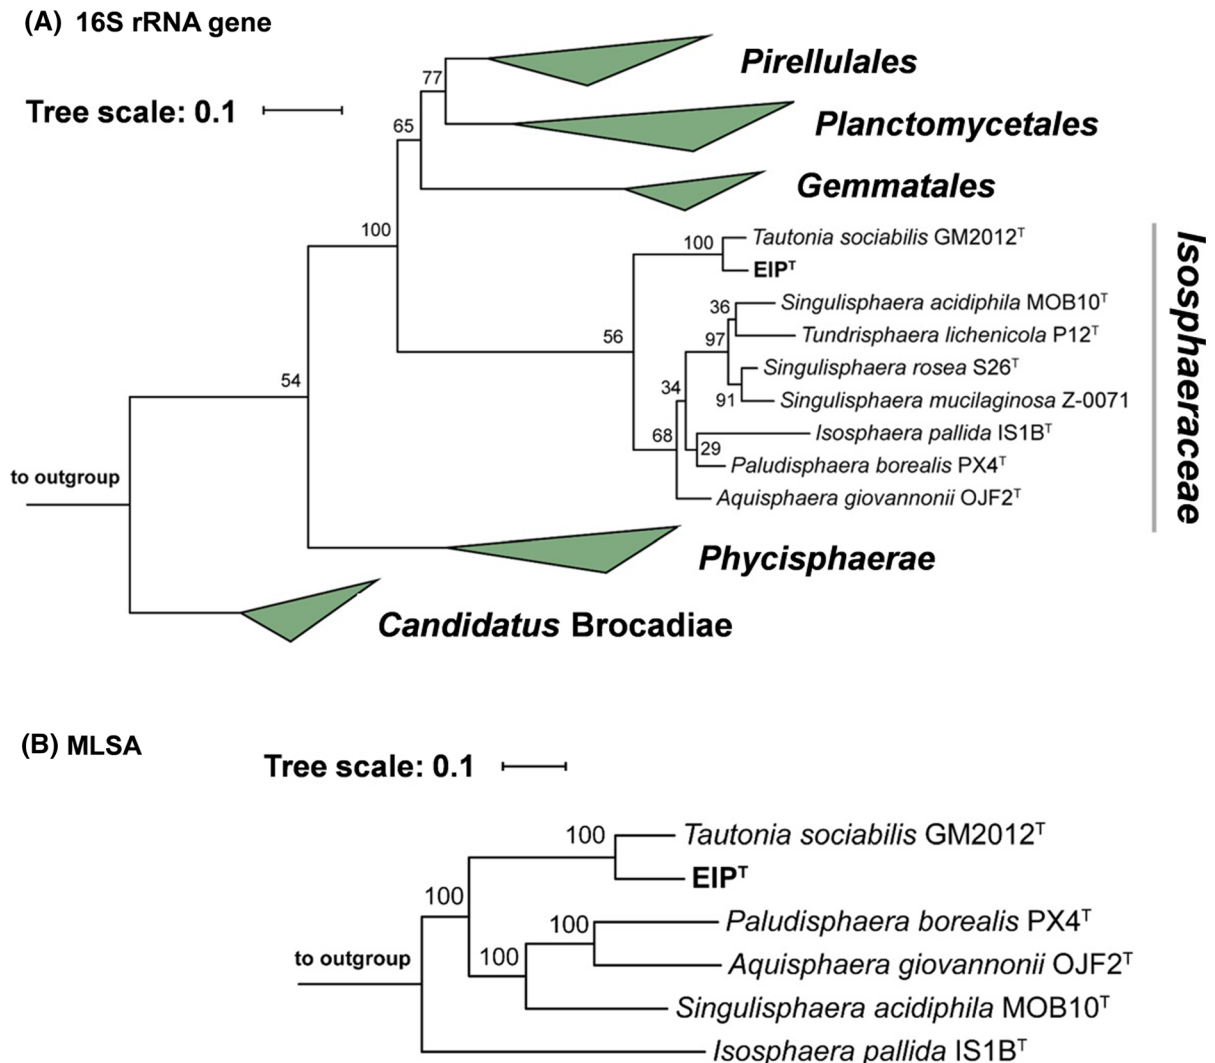 (A) 16S rRNA gene
Tree scale: 0.1
77
Pirellulales
65
Planctomycetales
Gemmatales
100
100
Tautonia sociabilis GM2012ᵀ
EIPᵀ
36
Singulisphaera acidiphila MOB10ᵀ
56
97
Tundrisphaera lichenicola P12ᵀ
Singulisphaera rosea S26ᵀ
54
34
91
Singulisphaera mucilaginosa Z-0071
68
Isosphaera pallida IS1Bᵀ
29
Paludisphaera borealis PX4ᵀ
Aquisphaera giovannonii OJF2ᵀ
Isosphaeraceae
to outgroup
Phycisphaerae
Candidatus Brocadiae
(B) MLSA
Tree scale: 0.1
100
Tautonia sociabilis GM2012ᵀ
EIPᵀ
100
100
Paludisphaera borealis PX4ᵀ
100
Aquisphaera giovannonii OJF2ᵀ
to outgroup
Singulisphaera acidiphila MOB10ᵀ
Isosphaera pallida IS1Bᵀ